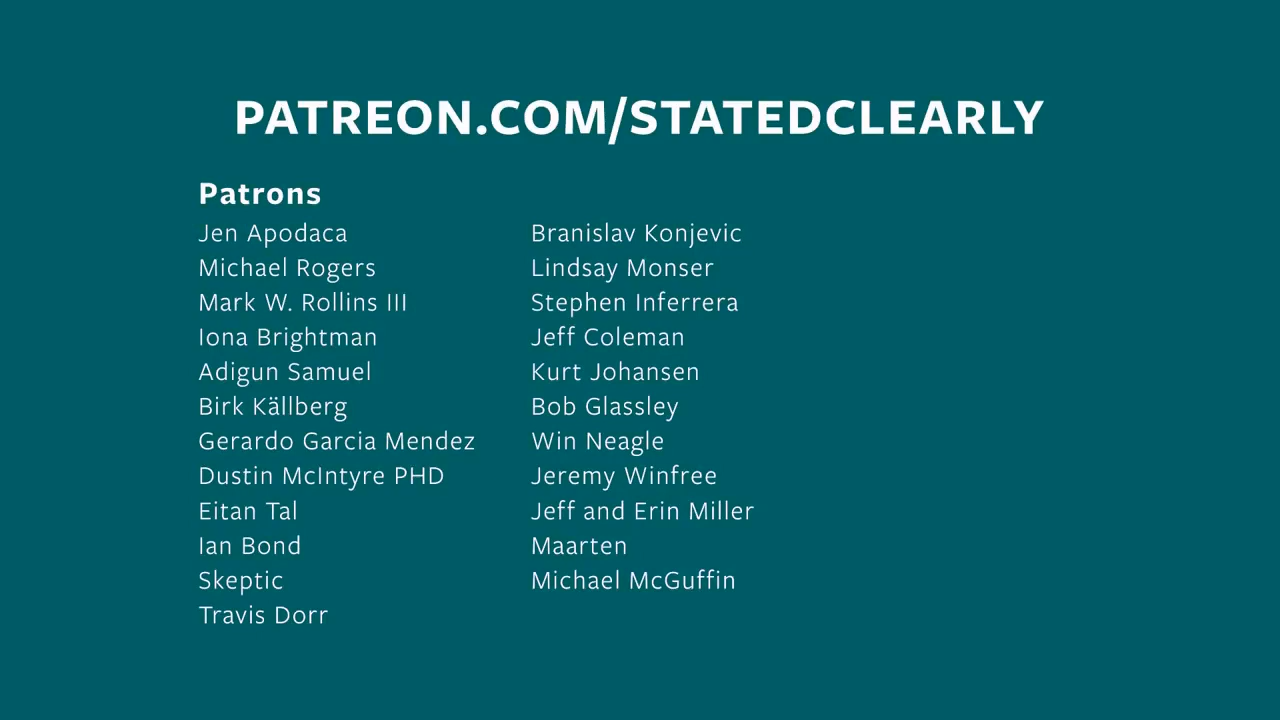 PATREON.COM/STATEDCLEARLY
Patrons
Jen Apodaca
Michael Rogers
Mark W. Rollins III
Iona Brightman
Adigun Samuel
Birk Källberg
Gerardo Garcia Mendez
Dustin McIntyre PHD
Eitan Tal
Ian Bond
Skeptic
Travis Dorr
Branislav Konjevic
Lindsay Monser
Stephen Inferrera
Jeff Coleman
Kurt Johansen
Bob Glassley
Win Neagle
Jeremy Winfree
Jeff and Erin Miller
Maarten
Michael McGuffin